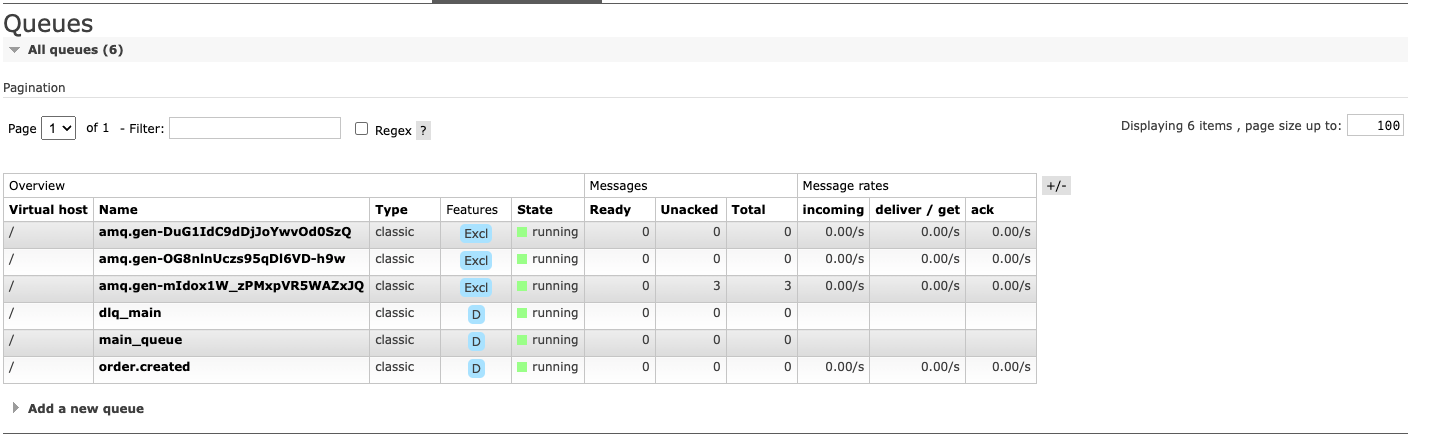 Queues
All queues (6)
Pagination
Page 1 of 1 - Filter: Regex ? Displaying 6 items , page size up to: 100
Overview Messages Message rates +/-
Virtual host Name Type Features State Ready Unacked Total incoming deliver / get ack
/ amq.gen-DuG1IdC9dDjJoYwvOd0SzQ classic Excl running 0 0 0 0.00/s 0.00/s 0.00/s
/ amq.gen-OG8nlnUczs95qDl6VD-h9w classic Excl running 0 0 0 0.00/s 0.00/s 0.00/s
/ amq.gen-mIdox1W_zPMxpVR5WAZxJQ classic Excl running 0 3 3 0.00/s 0.00/s 0.00/s
/ dlq_main classic D running 0 0 0
/ main_queue classic D running 0 0 0
/ order.created classic D running 0 0 0 0.00/s 0.00/s 0.00/s
Add a new queue